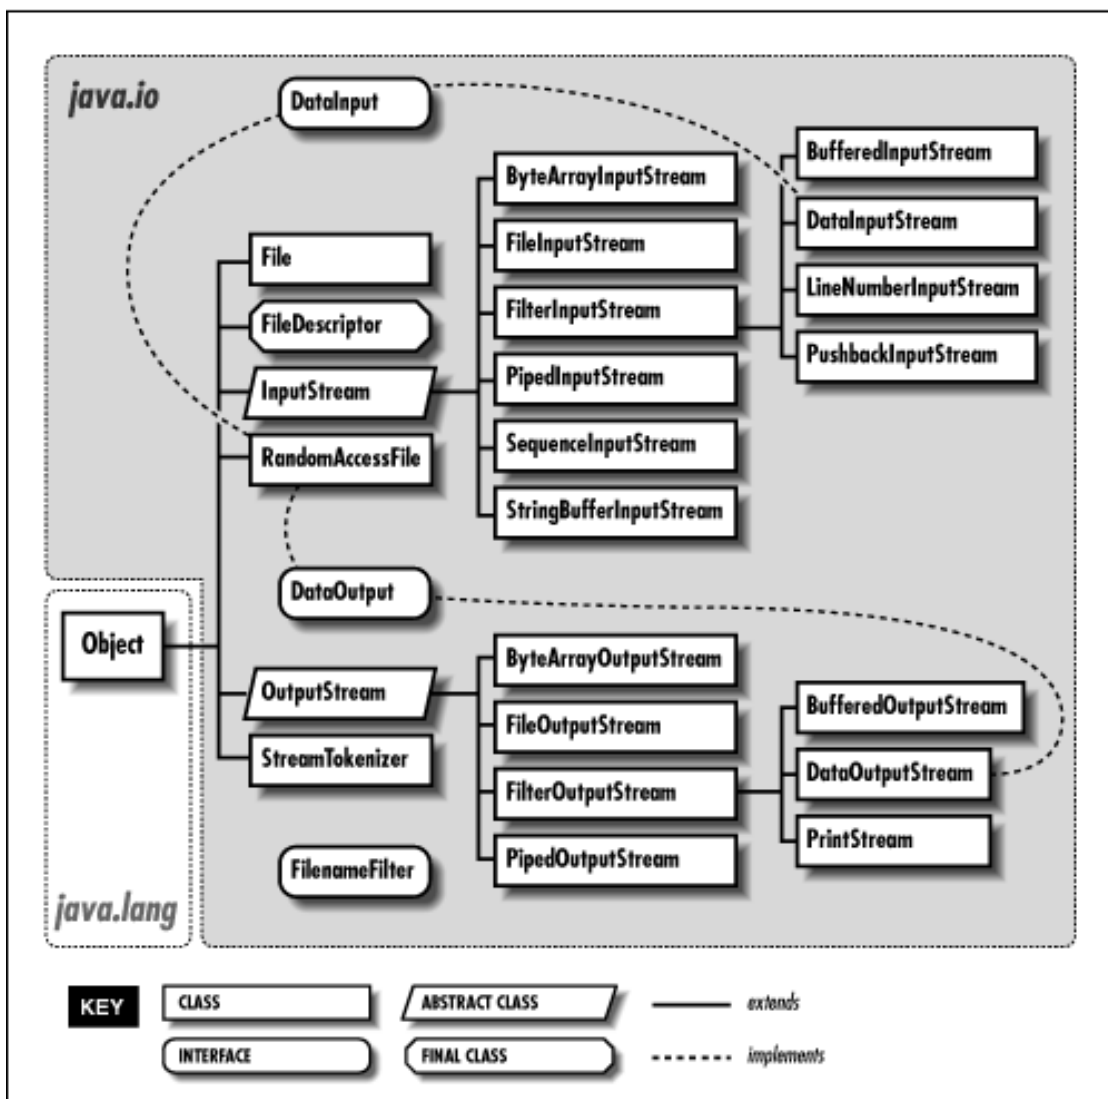 java.io
DataInput
BufferedInputStream
ByteArrayInputStream
DataInputStream
FileInputStream
File
LineNumberInputStream
FilterInputStream
FileDescriptor
PushbackInputStream
PipedInputStream
InputStream
SequenceInputStream
RandomAccessFile
StringBufferInputStream
DataOutput
Object
ByteArrayOutputStream
OutputStream
BufferedOutputStream
FileOutputStream
StreamTokenizer
DataOutputStream
FilterOutputStream
PrintStream
PipedOutputStream
FilenameFilter
java.lang
KEY
CLASS
ABSTRACT CLASS
extends
INTERFACE
FINAL CLASS
implements